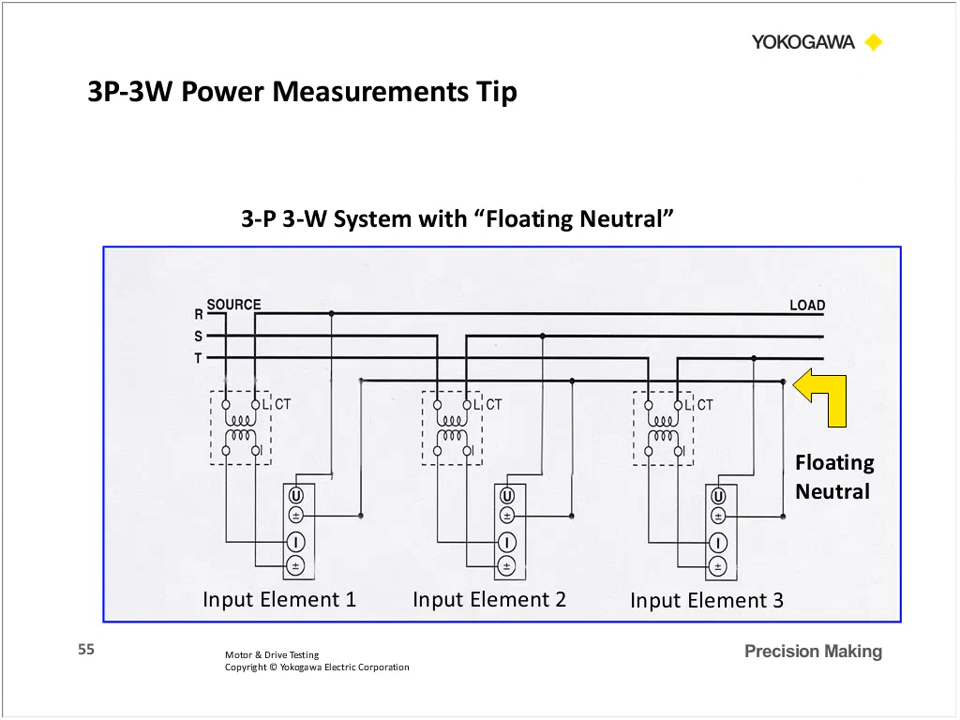 YOKOGAWA
3P-3W Power Measurements Tip
3-P 3-W System with “Floating Neutral”
SOURCE
LOAD
R
S
T
L CT
L CT
L CT
l
l
l
Floating
Neutral
U
±
I
±
U
±
I
±
U
±
I
±
Input Element 1
Input Element 2
Input Element 3
55
Motor & Drive Testing
Copyright © Yokogawa Electric Corporation
Precision Making